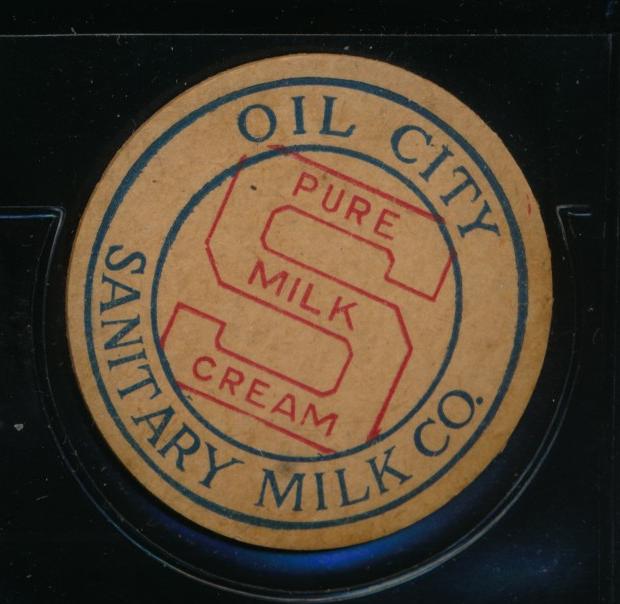 OIL CITY
PURE
MILK
CREAM
SANITARY MILK CO.